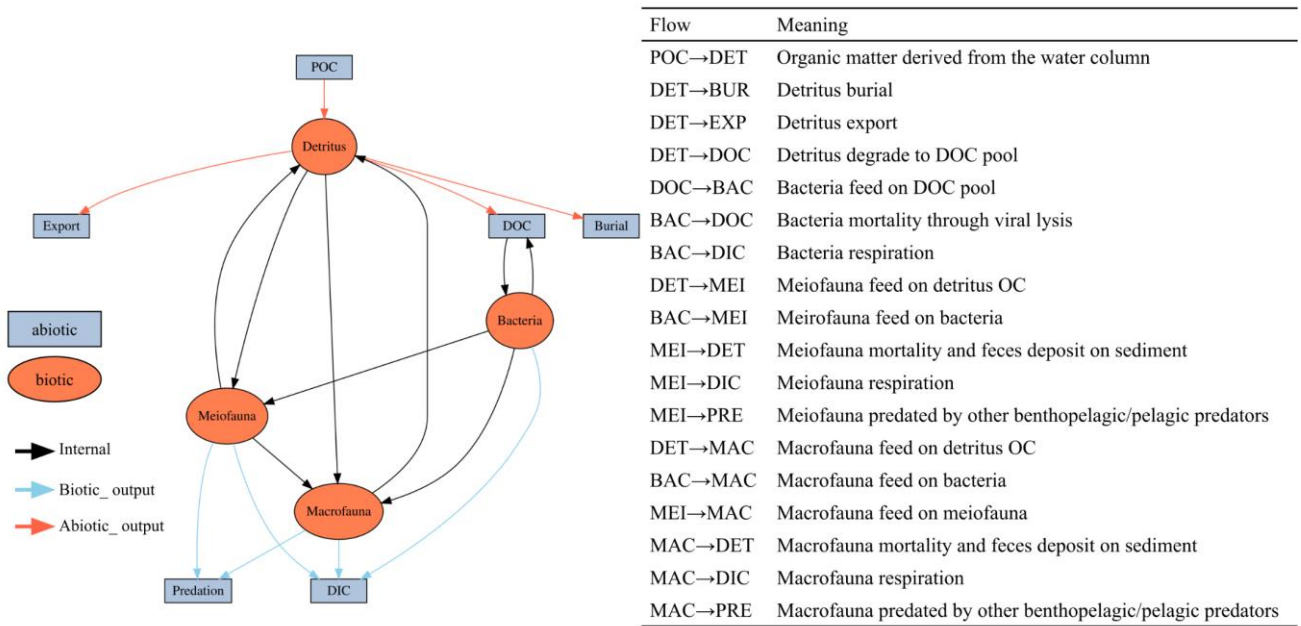 POC
Detritus
Export
DOC
Burial
abiotic
Bacteria
biotic
Meiofauna
Internal
Biotic_ output
Macrofauna
Abiotic_ output
Predation
DIC
Flow Meaning
POC→DET Organic matter derived from the water column
DET→BUR Detritus burial
DET→EXP Detritus export
DET→DOC Detritus degrade to DOC pool
DOC→BAC Bacteria feed on DOC pool
BAC→DOC Bacteria mortality through viral lysis
BAC→DIC Bacteria respiration
DET→MEI Meiofauna feed on detritus OC
BAC→MEI Meirofauna feed on bacteria
MEI→DET Meiofauna mortality and feces deposit on sediment
MEI→DIC Meiofauna respiration
MEI→PRE Meiofauna predated by other benthopelagic/pelagic predators
DET→MAC Macrofauna feed on detritus OC
BAC→MAC Macrofauna feed on bacteria
MEI→MAC Macrofauna feed on meiofauna
MAC→DET Macrofauna mortality and feces deposit on sediment
MAC→DIC Macrofauna respiration
MAC→PRE Macrofauna predated by other benthopelagic/pelagic predators